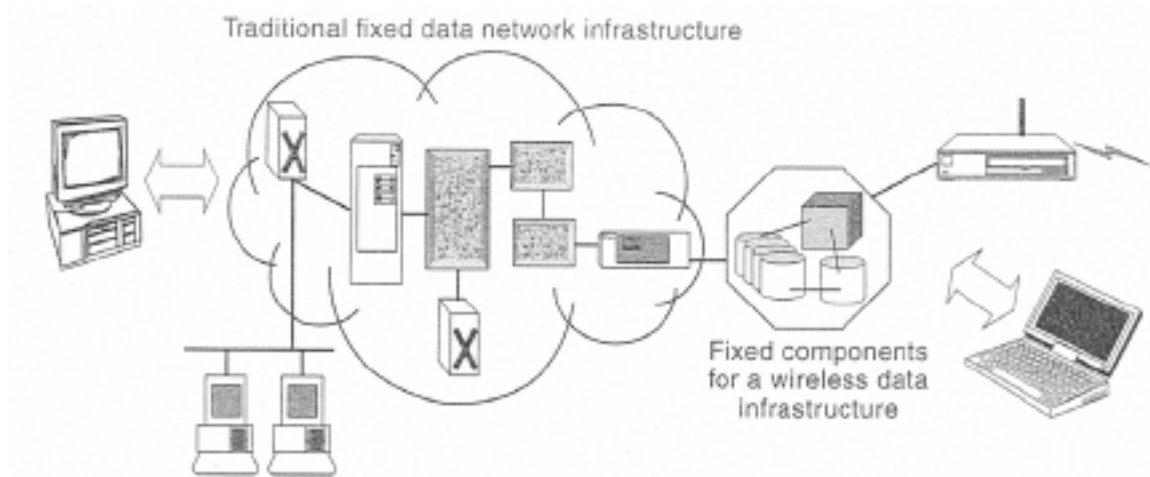 Traditional fixed data network infrastructure
X
X
Fixed components
for a wireless data
infrastructure